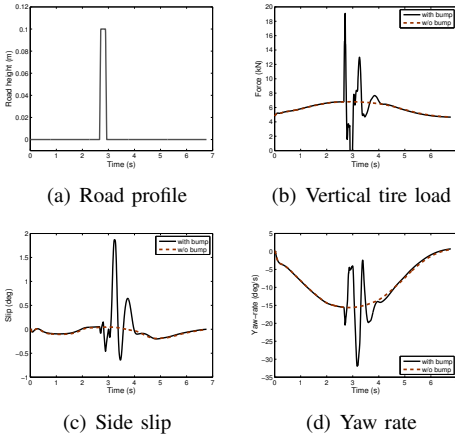 0.12
0.1
0.08
0.06
0.04
0.02
0
Road height (m)
0 1 2 3 4 5 6 7
Time (s)
(a) Road profile
20
18
16
14
12
10
8
6
4
2
0
Force (kN)
with bump
w/o bump
0 1 2 3 4 5 6
Time (s)
(b) Vertical tire load
2
1.5
1
0.5
0
−0.5
−1
Slip (deg)
with bump
w/o bump
0 1 2 3 4 5 6 7
Time (s)
(c) Side slip
5
0
−5
−10
−15
−20
−25
−30
−35
Yaw−rate (deg/s)
with bump
w/o bump
0 1 2 3 4 5 6 7
Time (s)
(d) Yaw rate